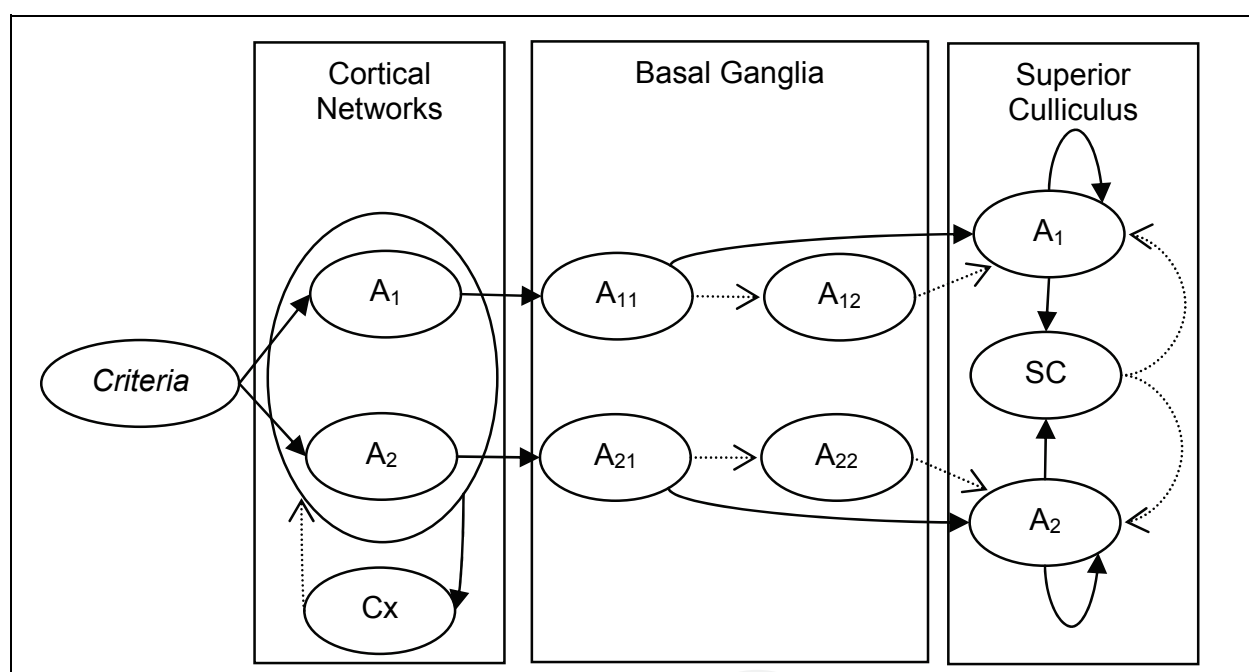 Cortical
Networks
Basal Ganglia
Superior
Culliculus
A₁
A₁
A₁₁
A₁₂
Criteria
SC
A₂
A₂₁
A₂₂
A₂
Cx